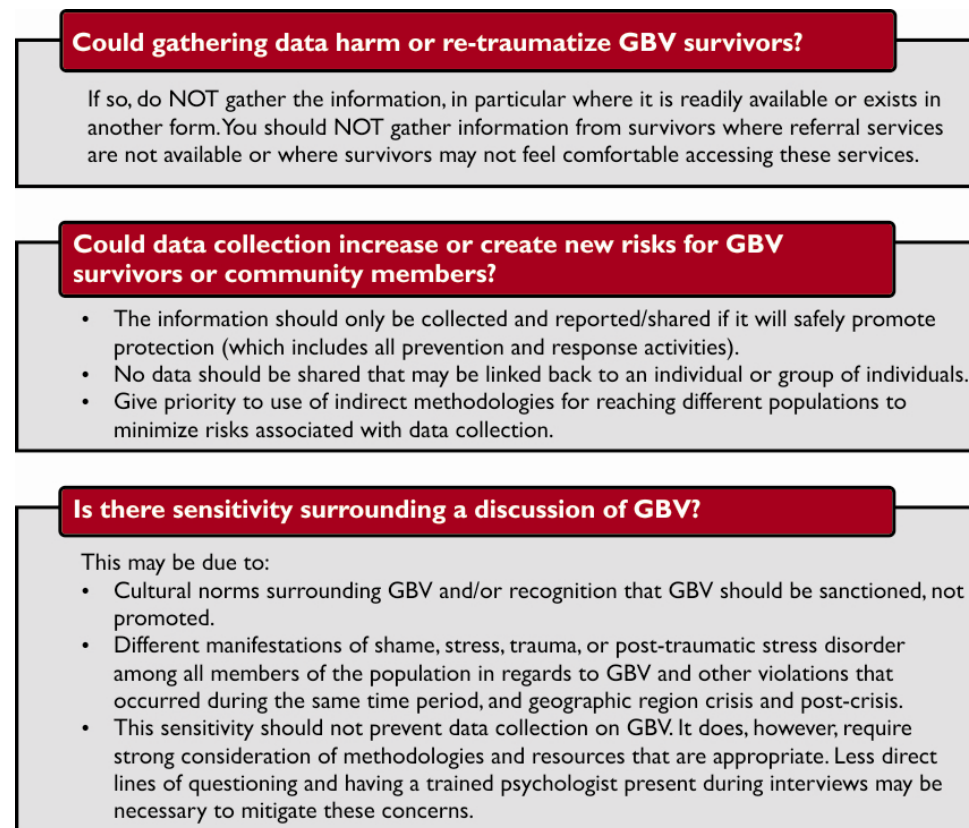 Could gathering data harm or re-traumatize GBV survivors?
If so, do NOT gather the information, in particular where it is readily available or exists in
another form. You should NOT gather information from survivors where referral services
are not available or where survivors may not feel comfortable accessing these services.
Could data collection increase or create new risks for GBV
survivors or community members?
• The information should only be collected and reported/shared if it will safely promote
protection (which includes all prevention and response activities).
• No data should be shared that may be linked back to an individual or group of individuals.
• Give priority to use of indirect methodologies for reaching different populations to
minimize risks associated with data collection.
Is there sensitivity surrounding a discussion of GBV?
This may be due to:
• Cultural norms surrounding GBV and/or recognition that GBV should be sanctioned, not
promoted.
• Different manifestations of shame, stress, trauma, or post-traumatic stress disorder
among all members of the population in regards to GBV and other violations that
occurred during the same time period, and geographic region crisis and post-crisis.
• This sensitivity should not prevent data collection on GBV. It does, however, require
strong consideration of methodologies and resources that are appropriate. Less direct
lines of questioning and having a trained psychologist present during interviews may be
necessary to mitigate these concerns.